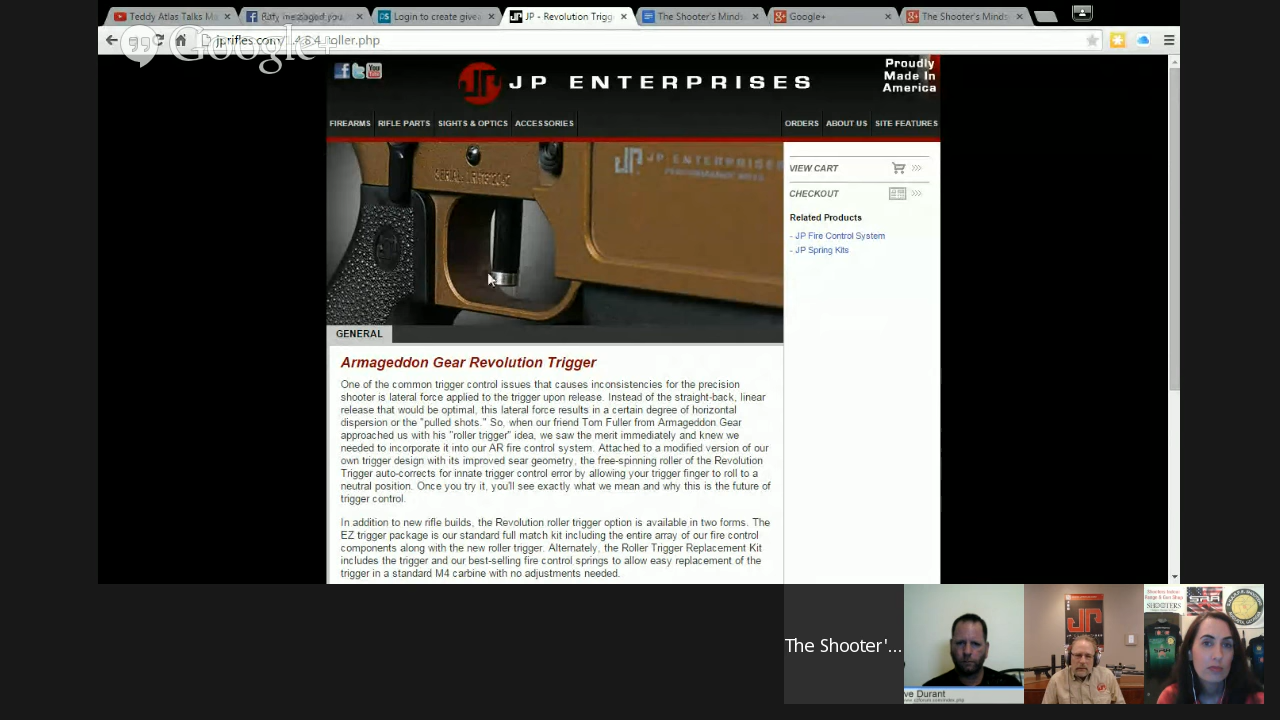 Teddy Atlas Talks M
Login to create givea
JP - Revolution Trigg
The Shooter's Minds
Google+
The Shooter's Minds
Google+
roller.php
Proudly
Made In
America
JP ENTERPRISES
FIREARMS RIFLE PARTS SIGHTS & OPTICS ACCESSORIES ORDERS ABOUT US SITE FEATURES
JP ENTERPRISES
VIEW CART
CHECKOUT
Related Products
- JP Fire Control System
- JP Spring Kits
GENERAL
Armageddon Gear Revolution Trigger
One of the common trigger control issues that causes inconsistencies for the precision
shooter is lateral force applied to the trigger upon release. Instead of the straight-back, linear
release that would be optimal, this lateral force results in a certain degree of horizontal
dispersion or the "pulled shots." So, when our friend Tom Fuller from Armageddon Gear
approached us with his "roller trigger" idea, we saw the merit immediately and knew we
needed to incorporate it into our AR fire control system. Attached to a modified version of our
own trigger design with its improved sear geometry, the free-spinning roller of the Revolution
Trigger auto-corrects for innate trigger control error by allowing your trigger finger to roll to a
neutral position. Once you try it, you'll see exactly what we mean and why this is the future of
trigger control.
In addition to new rifle builds, the Revolution roller trigger option is available in two forms. The
EZ trigger package is our standard full match kit including the entire array of our fire control
components along with the new roller trigger. Alternately, the Roller Trigger Replacement Kit
includes the trigger and our best-selling fire control springs to allow easy replacement of the
trigger in a standard M4 carbine with no adjustments needed.
The Shooter'...
ve Durant
JP
SHOOTERS